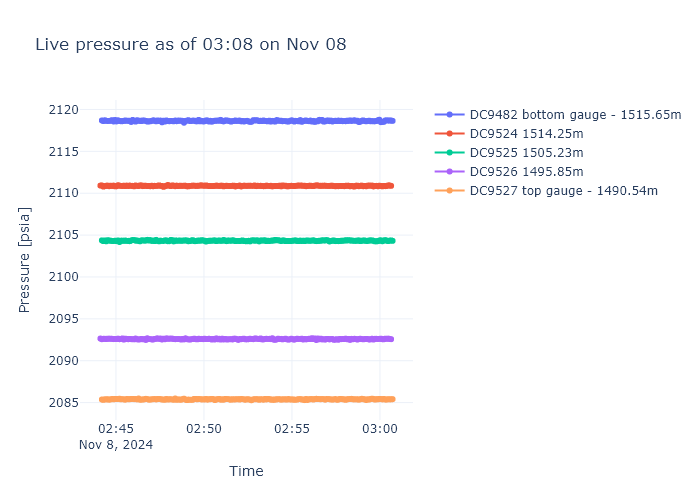 Live pressure as of 03:08 on Nov 08
2120
2115
2110
2105
2100
2095
2090
2085
Pressure [psia]
02:45
Nov 8, 2024
02:50
02:55
03:00
Time
DC9482 bottom gauge - 1515.65m
DC9524 1514.25m
DC9525 1505.23m
DC9526 1495.85m
DC9527 top gauge - 1490.54m